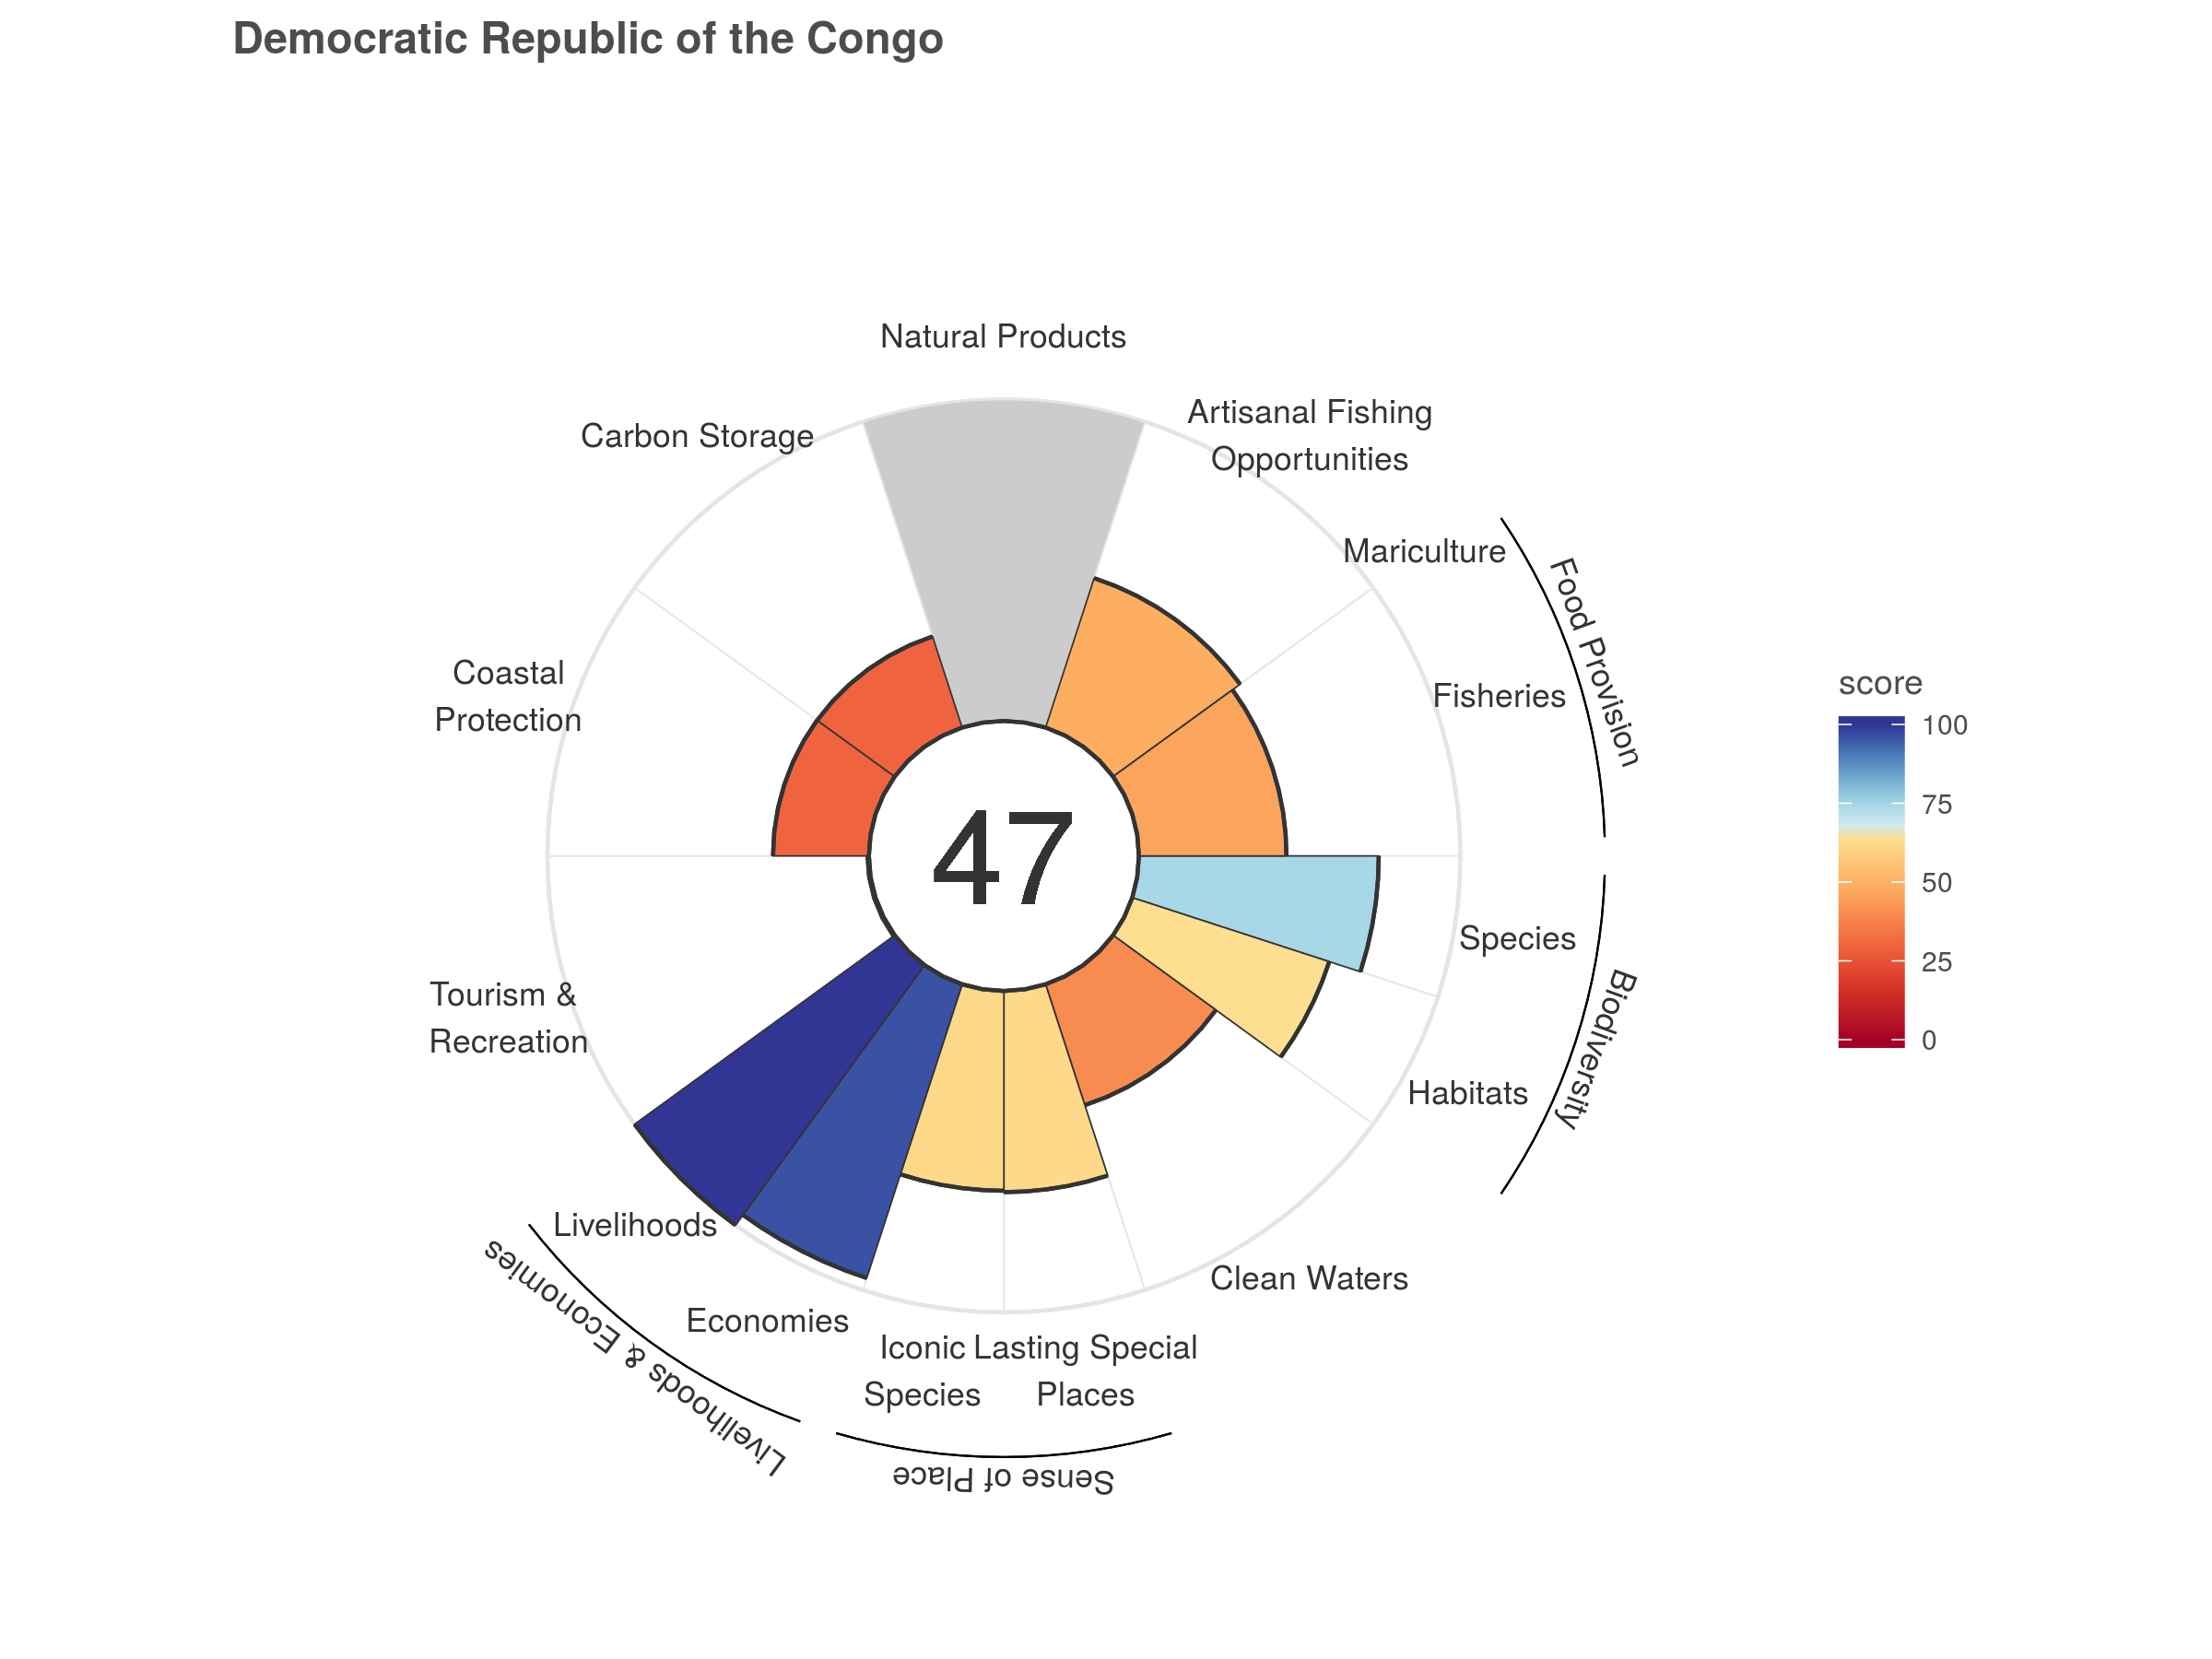 Democratic Republic of the Congo
Natural Products
Artisanal Fishing
Opportunities
Carbon Storage
Mariculture
Food Provision
Coastal
Protection
Fisheries
score
100
75
50
25
0
47
Species
Biodiversity
Tourism &
Recreation
Habitats
Livelihoods
Clean Waters
Economies
Livelihoods & Economies
Iconic
Species
Lasting Special
Places
Sense of Place